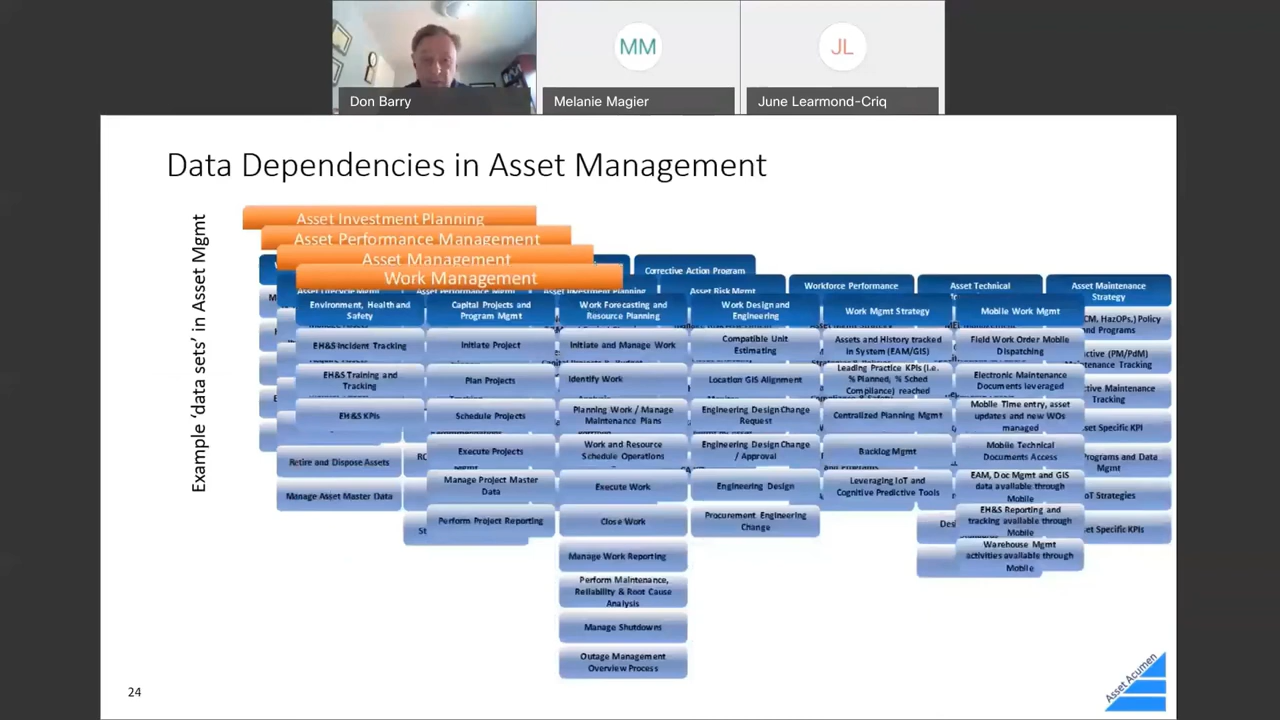 MM
JL
Don Barry
Melanie Magier
June Learmond-Criq
Data Dependencies in Asset Management
Example 'data sets' in Asset Mgmt
Asset Investment Planning
Asset Performance Management
Asset Management
Work Management
Corrective Action Program
Asset Risk Mgmt
Workforce Performance
Asset Technical
Asset Maintenance
Strategy
Environment, Health and
Safety
EH&S Incident Tracking
EH&S Training and
Tracking
EH&S KPIs
Retire and Dispose Assets
Manage Asset Master Data
Capital Projects and
Program Mgmt
Initiate Project
Plan Projects
Schedule Projects
Execute Projects
Manage Project Master
Data
Perform Project Reporting
Work Forecasting and
Resource Planning
Initiate and Manage Work
Identify Work
Planning Work / Manage
Maintenance Plans
Work and Resource
Schedule Operations
Execute Work
Close Work
Manage Work Reporting
Perform Maintenance,
Reliability & Root Cause
Analysis
Manage Shutdowns
Outage Management
Overview Process
Work Design and
Engineering
Compatible Unit
Estimating
Location GIS Alignment
Engineering Design Change
Request
Engineering Design Change
/ Approval
Engineering Design
Procurement Engineering
Change
Work Mgmt Strategy
Assets and History tracked
in System (EAM/GIS)
Leading Practice KPIs (i.e.
% Planned, % Sched
Compliance) reached
Centralized Planning Mgmt
Backlog Mgmt
Leveraging IoT and
Cognitive Predictive Tools
Mobile Work Mgmt
Field Work Order Mobile
Dispatching
Electronic Maintenance
Documents leveraged
Mobile Time entry, asset
updates and new WOs
managed
Mobile Technical
Documents Access
EAM, Doc Mgmt and GIS
data available through
Mobile
EH&S Reporting and
tracking available through
Mobile
Warehouse Mgmt
activities available through
Mobile
HazOPs,) Policy
and Programs
(PM/PdM)
Maintenance Tracking
Maintenance
Tracking
Specific KPI
Programs and Data
Mgmt
Strategies
Specific KPIs
24
Asset Acumen